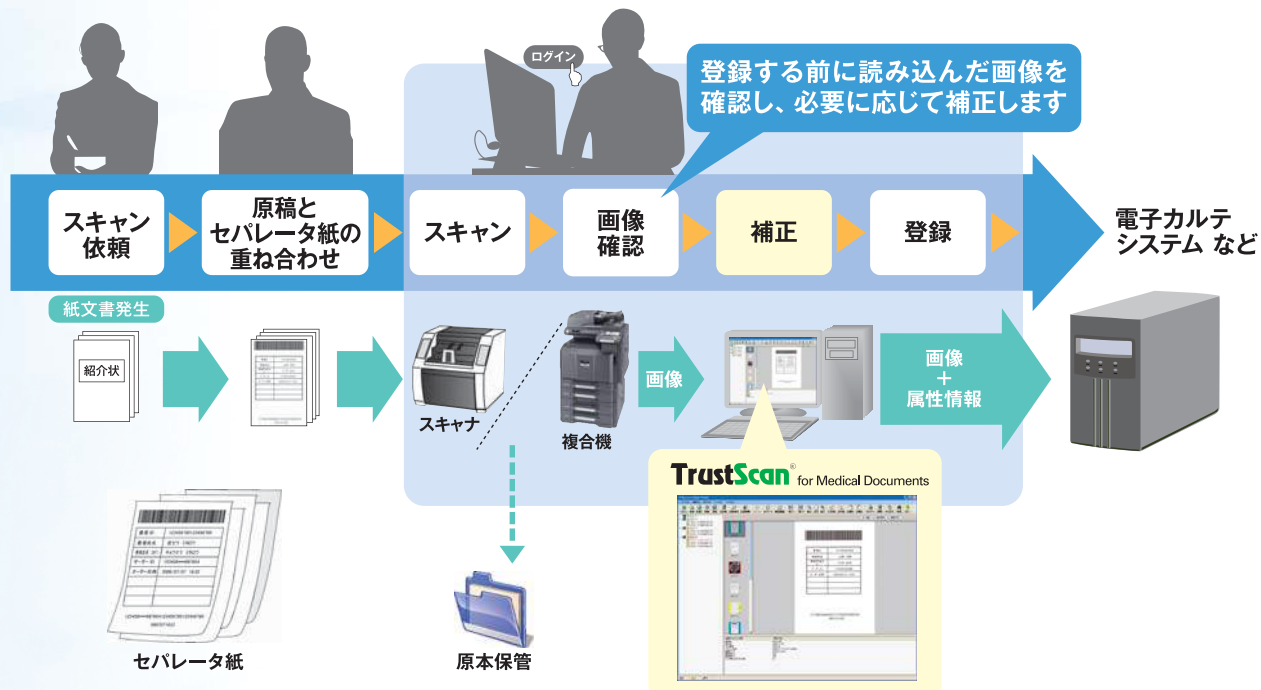 ログイン
登録する前に読み込んだ画像を
確認し、必要に応じて補正します
スキャン
依頼
原稿と
セパレータ紙の
重ね合わせ
スキャン
画像
確認
補正
登録
電子カルテ
システム など
紙文書発生
紹介状
スキャナ
複合機
画像
画像
+
属性情報
TrustScan® for Medical Documents
セパレータ紙
原本保管